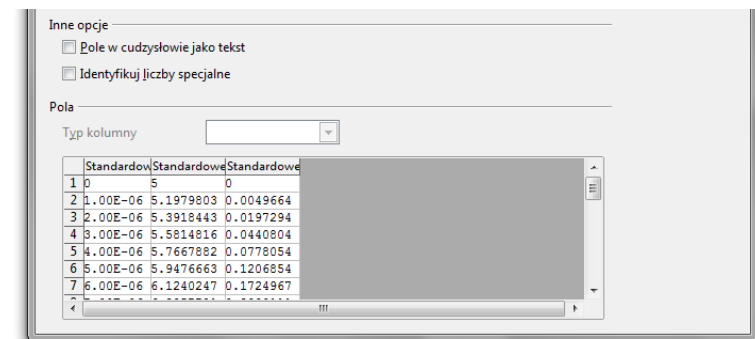 Inne opcje
Pole w cudzysłowie jako tekst
Identyfikuj liczby specjalne
Pola
Typ kolumny
Standardow Standardowe Standardowe
1 0 5 0
2 1.00E-06 5.1979803 0.0049664
3 2.00E-06 5.3918443 0.0197294
4 3.00E-06 5.5814816 0.0440804
5 4.00E-06 5.7667882 0.0778054
6 5.00E-06 5.9476663 0.1206854
7 6.00E-06 6.1240247 0.1724967